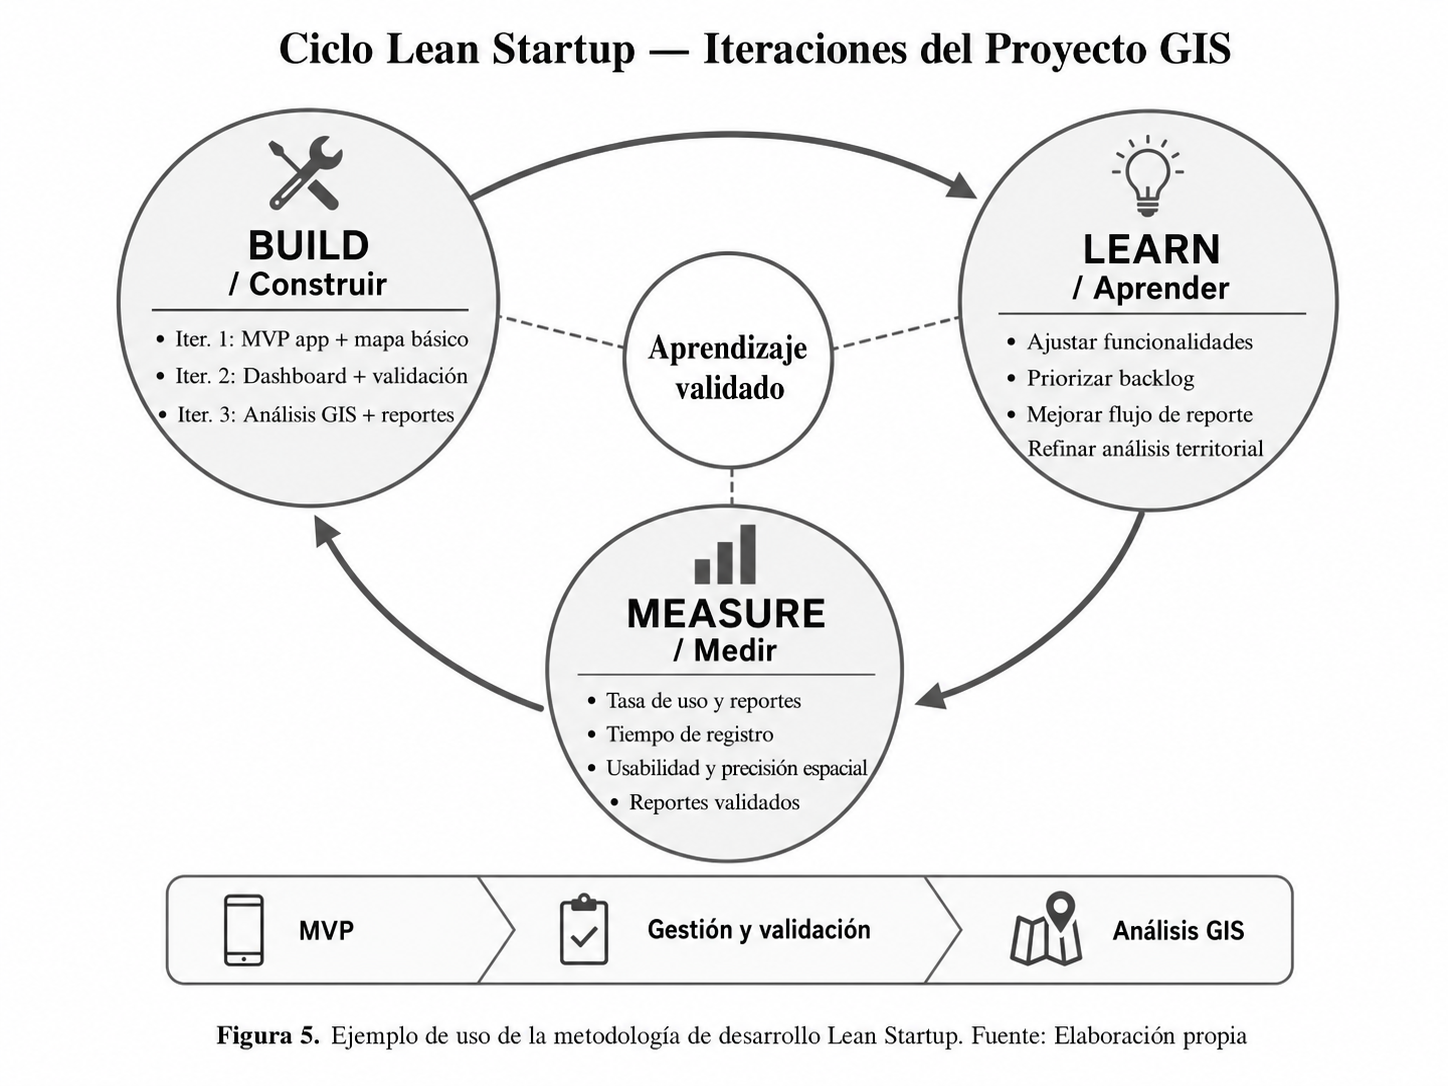 Ciclo Lean Startup — Iteraciones del Proyecto GIS
BUILD
/ Construir
• Iter. 1: MVP app + mapa básico
• Iter. 2: Dashboard + validación
• Iter. 3: Análisis GIS + reportes
LEARN
/ Aprender
• Ajustar funcionalidades
• Priorizar backlog
• Mejorar flujo de reporte
Refinar análisis territorial
Aprendizaje
validado
MEASURE
/ Medir
• Tasa de uso y reportes
• Tiempo de registro
• Usabilidad y precisión espacial
• Reportes validados
MVP
Gestión y validación
Análisis GIS
Figura 5. Ejemplo de uso de la metodología de desarrollo Lean Startup. Fuente: Elaboración propia